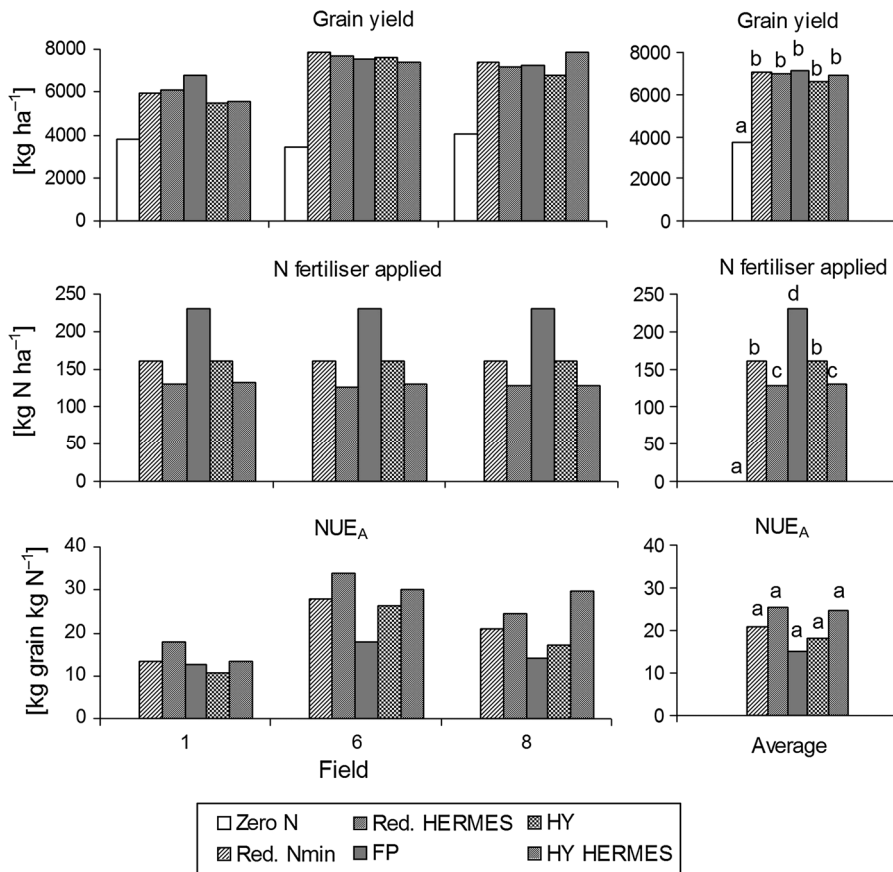 Grain yield
[kg ha⁻¹]
8000
6000
4000
2000
0
Grain yield
8000
6000
4000
2000
0
a
b
b
b
b
b
N fertiliser applied
[kg N ha⁻¹]
250
200
150
100
50
0
N fertiliser applied
250
200
150
100
50
0
a
b
c
d
b
c
NUE_A
[kg grain kg N⁻¹]
40
30
20
10
0
1
6
8
Field
NUE_A
40
30
20
10
0
a
a
a
a
a
Average
Zero N
Red. HERMES
HY
Red. Nmin
FP
HY HERMES